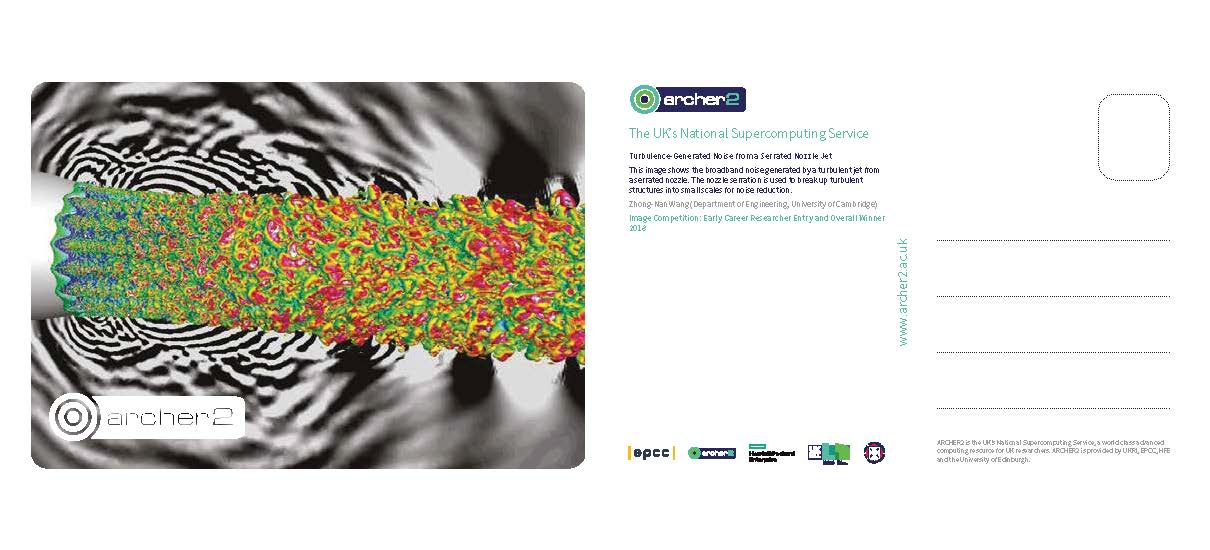 archer2
archer2
The UK's National Supercomputing Service
Turbulence-Generated Noise from a Serrated Nozzle Jet
This image shows the broadband noise generated by a turbulent jet from
a serrated nozzle. The nozzle serration is used to break up turbulent
structures into small scales for noise reduction.
Zhong-Nan Wang (Department of Engineering, University of Cambridge)
Image Competition: Early Career Researcher Entry and Overall Winner
2018
www.archer2.ac.uk
epcc
archer2
Hewlett Packard
Enterprise
ARCHER2 is the UK's National Supercomputing Service, a world class advanced
computing resource for UK researchers. ARCHER2 is provided by UKRI, EPCC, HPE
and the University of Edinburgh.